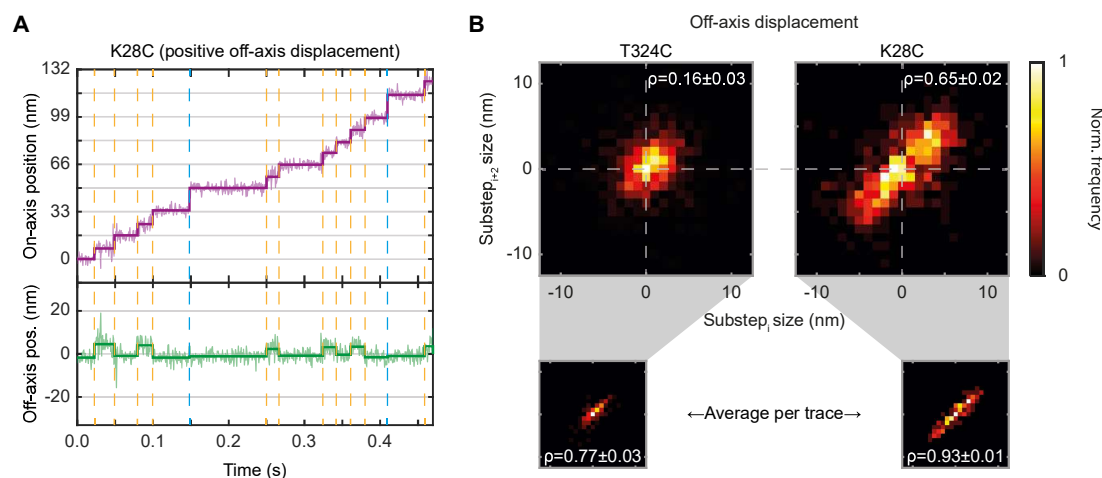 A
K28C (positive off-axis displacement)
On-axis position (nm)
132
99
66
33
0
Off-axis pos. (nm)
20
0
-20
0.0
0.1
0.2
0.3
0.4
Time (s)
B
Off-axis displacement
T324C
K28C
ρ=0.16±0.03
ρ=0.65±0.02
Substepᵢ₊₂ size (nm)
10
0
-10
-10
0
10
-10
0
10
Substepᵢ size (nm)
1
0
Norm. frequency
←Average per trace→
ρ=0.77±0.03
ρ=0.93±0.01